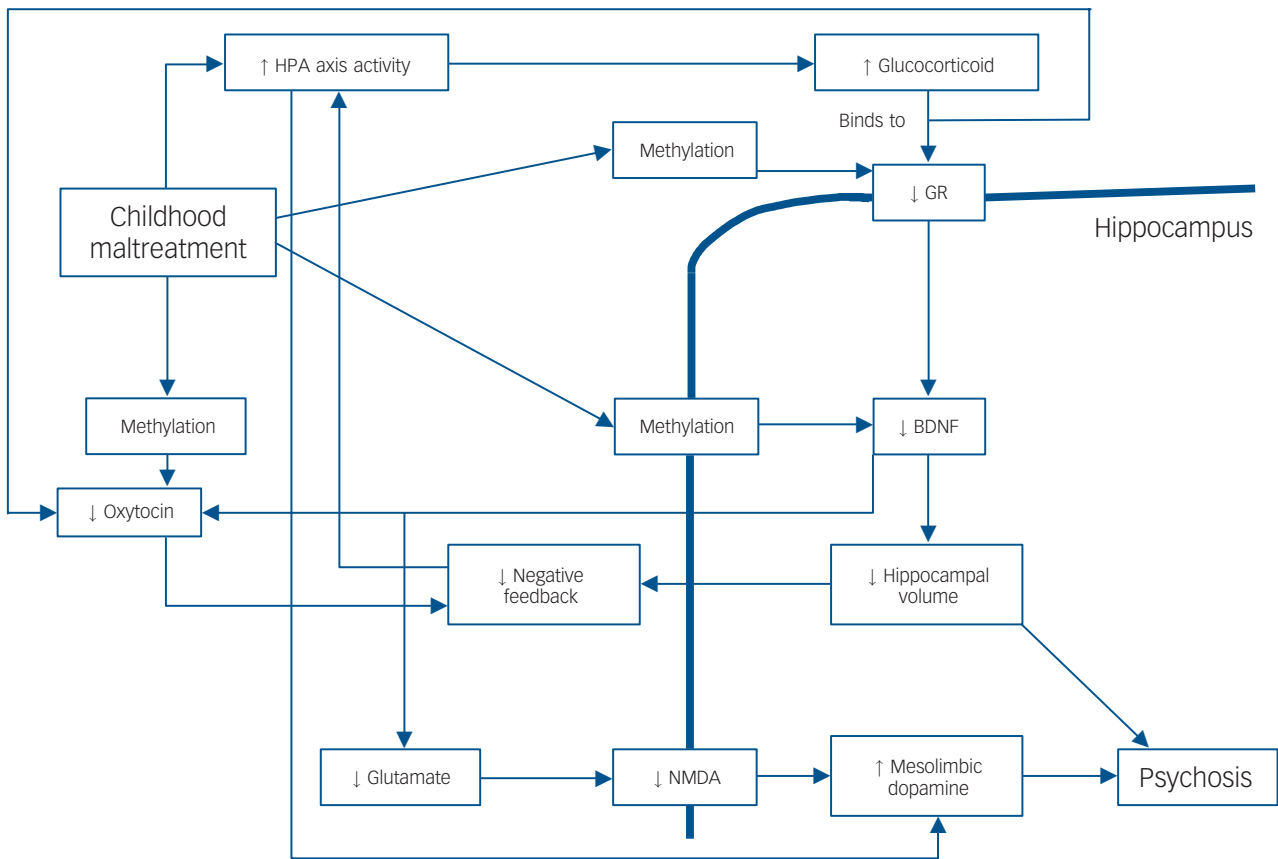 ↑ HPA axis activity
↑ Glucocorticoid
Binds to
Methylation
↓ GR
Childhood
maltreatment
Hippocampus
Methylation
Methylation
↓ BDNF
↓ Oxytocin
↓ Negative
feedback
↓ Hippocampal
volume
↓ Glutamate
↓ NMDA
↑ Mesolimbic
dopamine
Psychosis